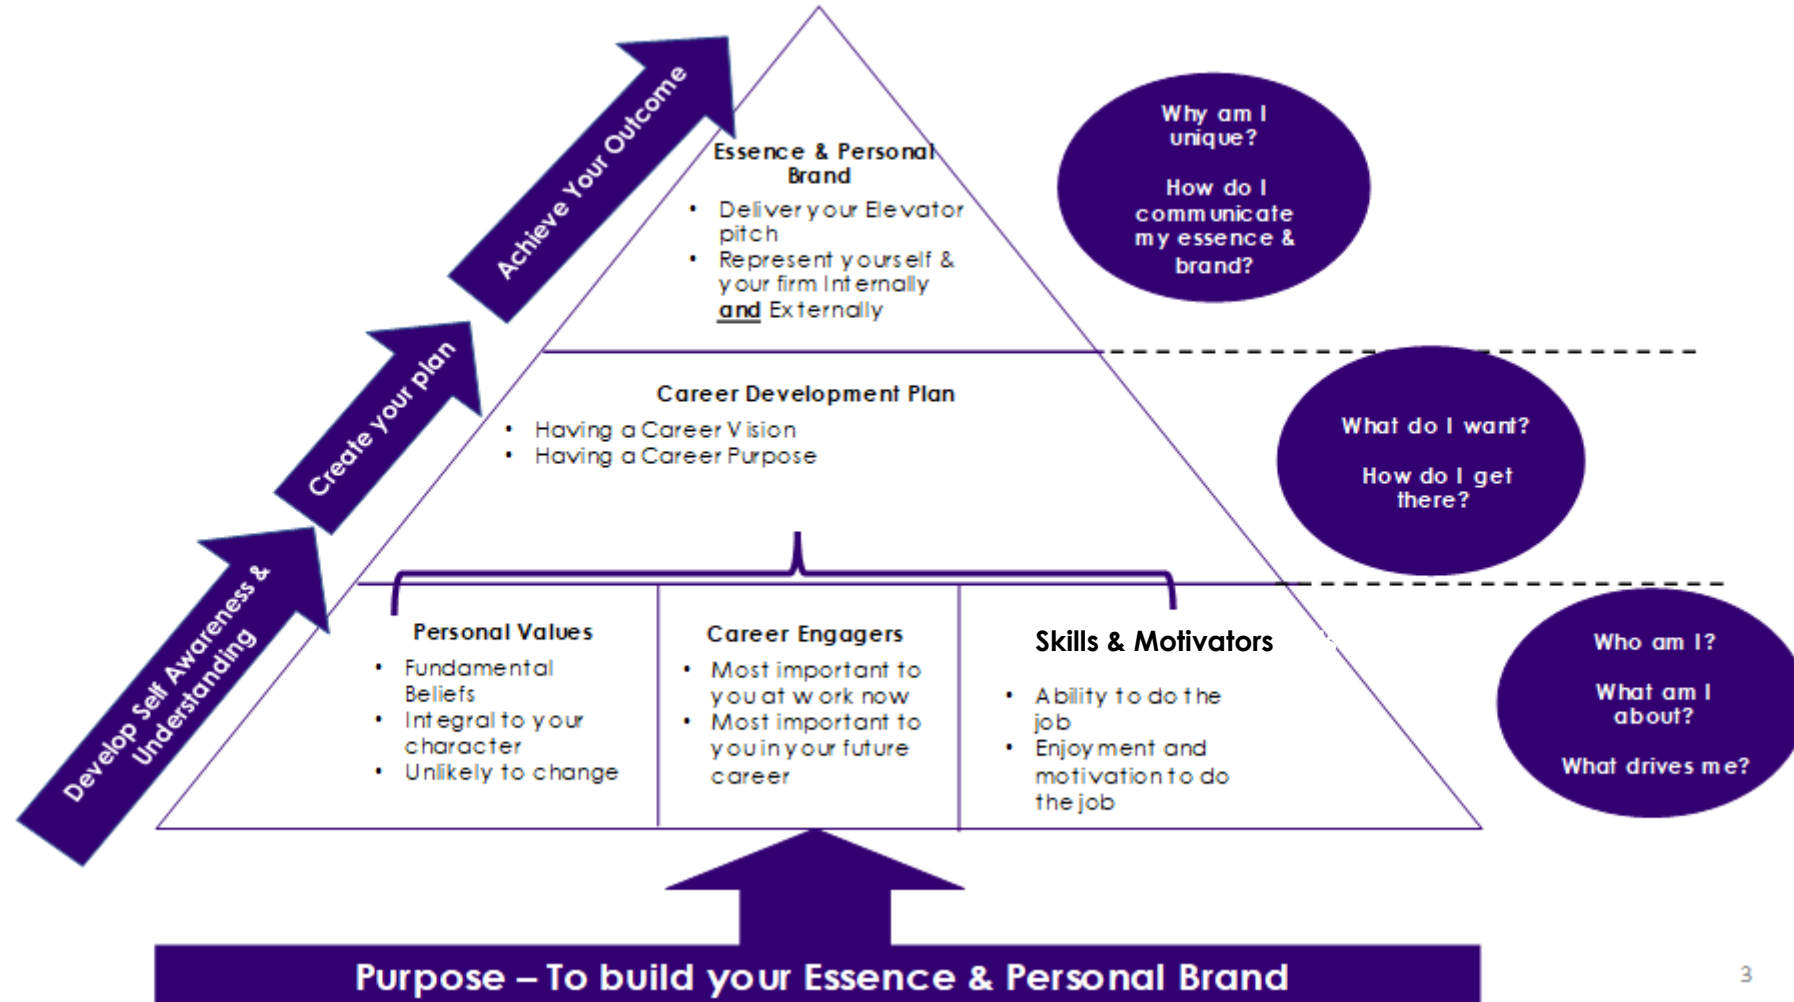 Achieve Your Outcome
Create your plan
Develop Self Awareness &
Understanding
Essence & Personal
Brand
• Deliver your Elevator
pitch
• Represent yourself &
your firm Internally
and Externally
Why am I
unique?
How do I
communicate
my essence &
brand?
Career Development Plan
• Having a Career Vision
• Having a Career Purpose
What do I want?
How do I get
there?
Personal Values
• Fundamental
Beliefs
• Integral to your
character
• Unlikely to change
Career Engagers
• Most important to
you at work now
• Most important to
you in your future
career
Skills & Motivators
• Ability to do the
job
• Enjoyment and
motivation to do
the job
Who am I?
What am I
about?
What drives me?
Purpose – To build your Essence & Personal Brand
3